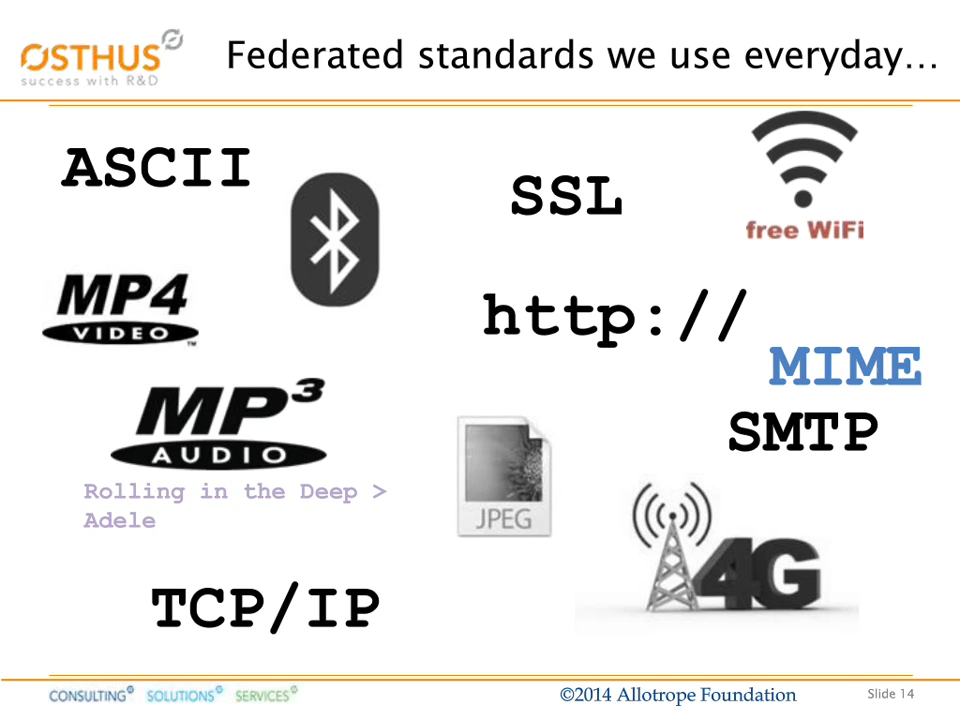 OSTHUS
success with R&D
Federated standards we use everyday…
ASCII
SSL
free WiFi
MP4
VIDEO
TM
http://
MIME
MP3
AUDIO
SMTP
Rolling in the Deep >
Adele
JPEG
4G
TCP/IP
CONSULTING SOLUTIONS SERVICES
©2014 Allotrope Foundation
Slide 14